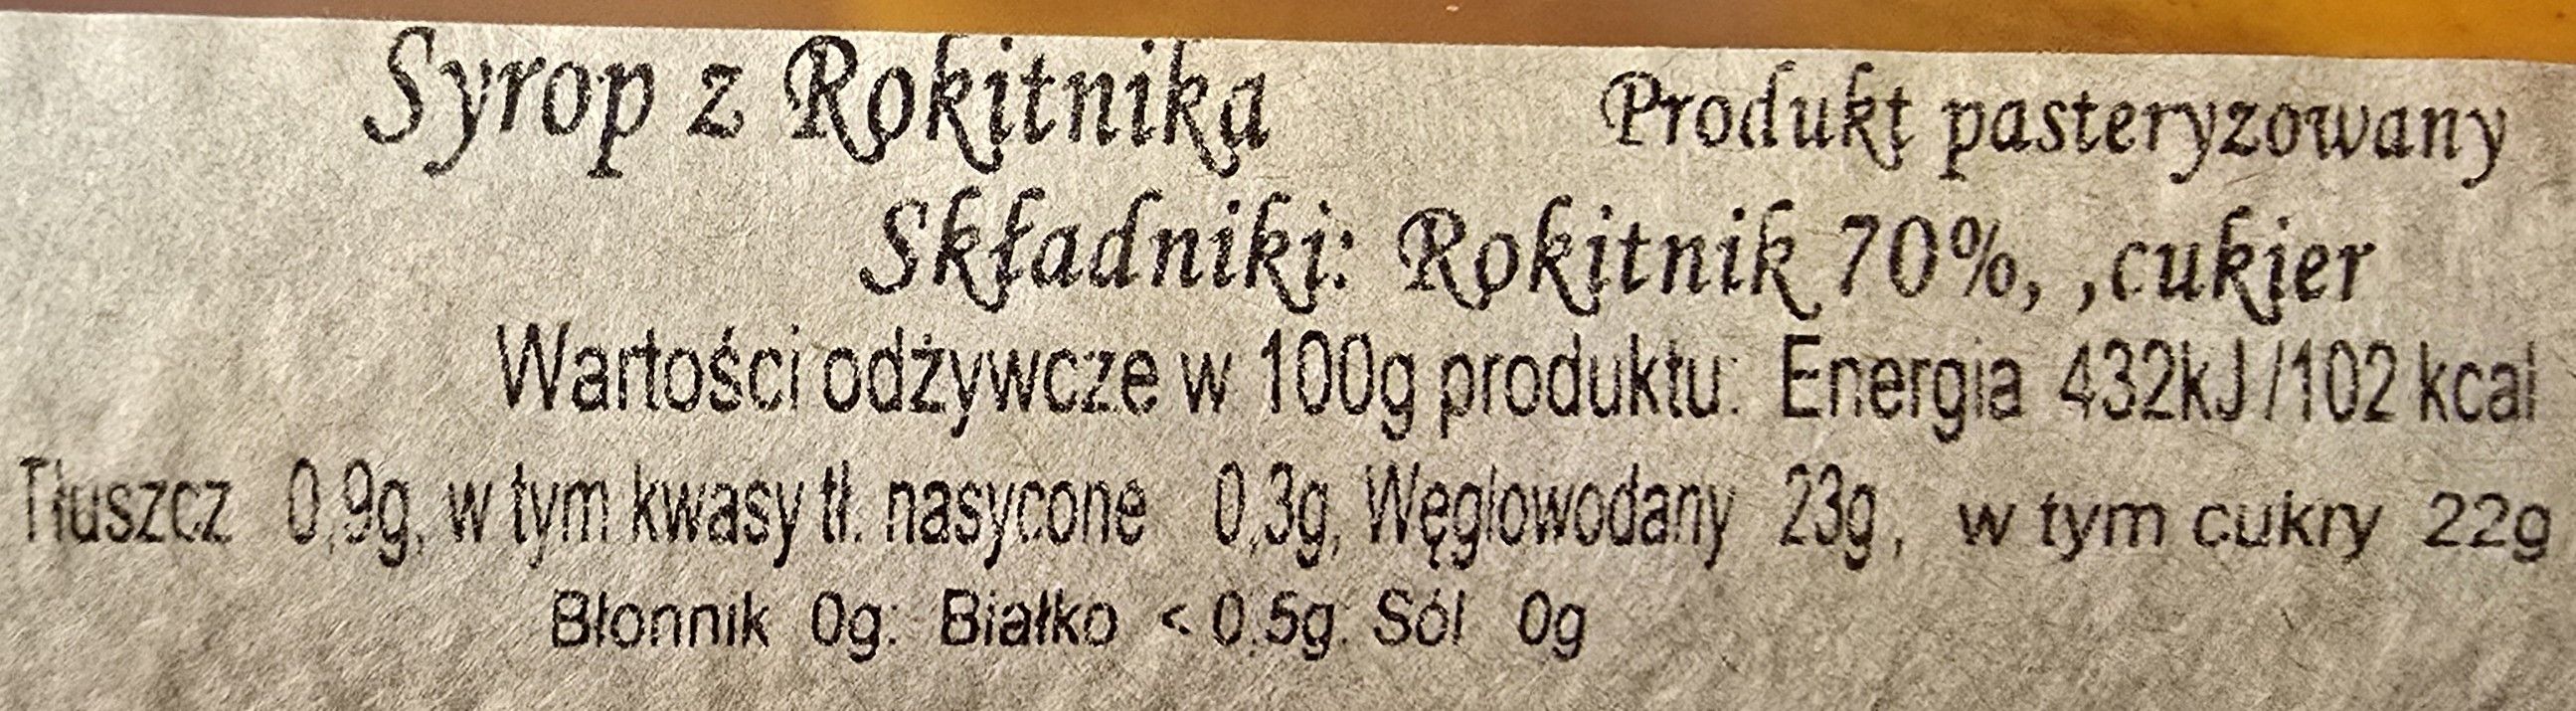 Syrop z Rokitnika Produkt pasteryzowany
Składniki: Rokitnik 70%, ,cukier
Wartości odżywcze w 100g produktu: Energia 432kJ /102 kcal
Tłuszcz 0,9g, w tym kwasy tł. nasycone 0,3g, Węglowodany 23g, w tym cukry 22g
Błonnik 0g: Białko < 0,5g: Sól 0g